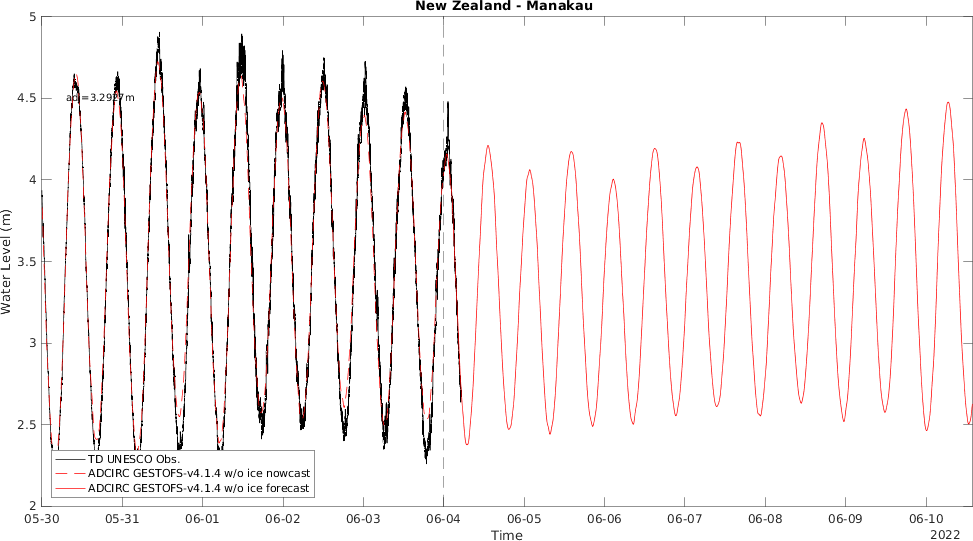 New Zealand - Manakau
5
4.5
4
3.5
3
2.5
2
Water Level (m)
TD UNESCO Obs.
ADCIRC GESTOFS-v4.1.4 w/o ice nowcast
ADCIRC GESTOFS-v4.1.4 w/o ice forecast
05-30 05-31 06-01 06-02 06-03 06-04 06-05 06-06 06-07 06-08 06-09 06-10
2022
Time